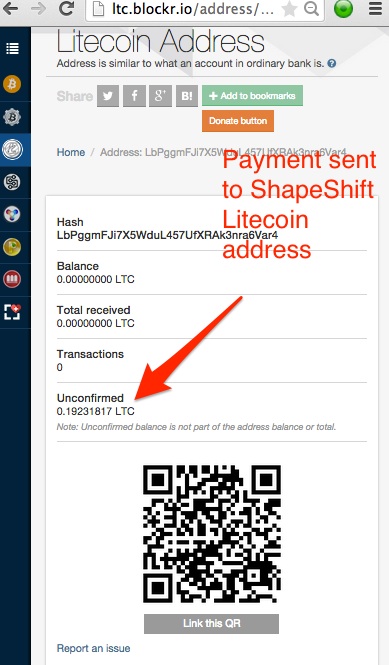 ltc.blockr.io/address/...
Litecoin Address
Address is similar to what an account in ordinary bank is. ?
Share
B!
+ Add to bookmarks
Donate button
Home / Address: LbPggmFJi7X5WduL457UfXRAk3nra6Var4
Payment sent
to ShapeShift
Litecoin
address
Hash
LbPggmFJi7X5WduL457UfXRAk3nra6Var4
Balance
0.00000000 LTC
Total received
0.00000000 LTC
Transactions
0
Unconfirmed
0.19231817 LTC
Note: Unconfirmed balance is not part of the address balance or total.
Link this QR
Report an issue